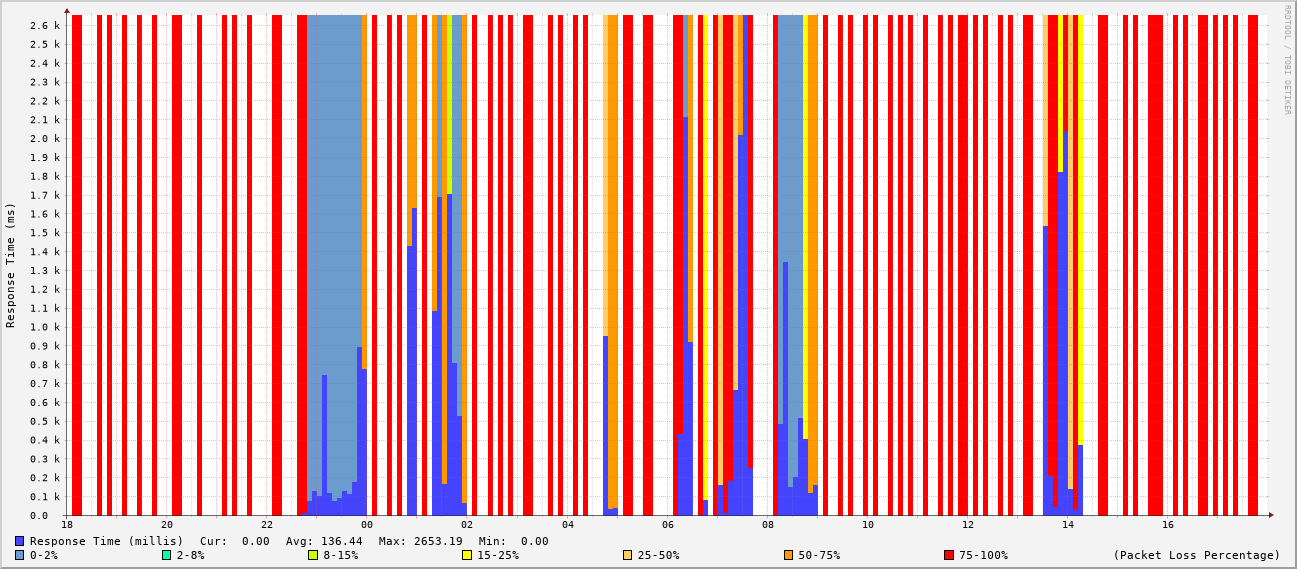 RRDTOOL / TOBI OETIKER
Response Time (ms)
2.6 k
2.5 k
2.4 k
2.3 k
2.2 k
2.1 k
2.0 k
1.9 k
1.8 k
1.7 k
1.6 k
1.5 k
1.4 k
1.3 k
1.2 k
1.1 k
1.0 k
0.9 k
0.8 k
0.7 k
0.6 k
0.5 k
0.4 k
0.3 k
0.2 k
0.1 k
0.0
18 20 22 00 02 04 06 08 10 12 14 16
Response Time (millis) Cur: 0.00 Avg: 136.44 Max: 2653.19 Min: 0.00
0-2% 2-8% 8-15% 15-25% 25-50% 50-75% 75-100% (Packet Loss Percentage)